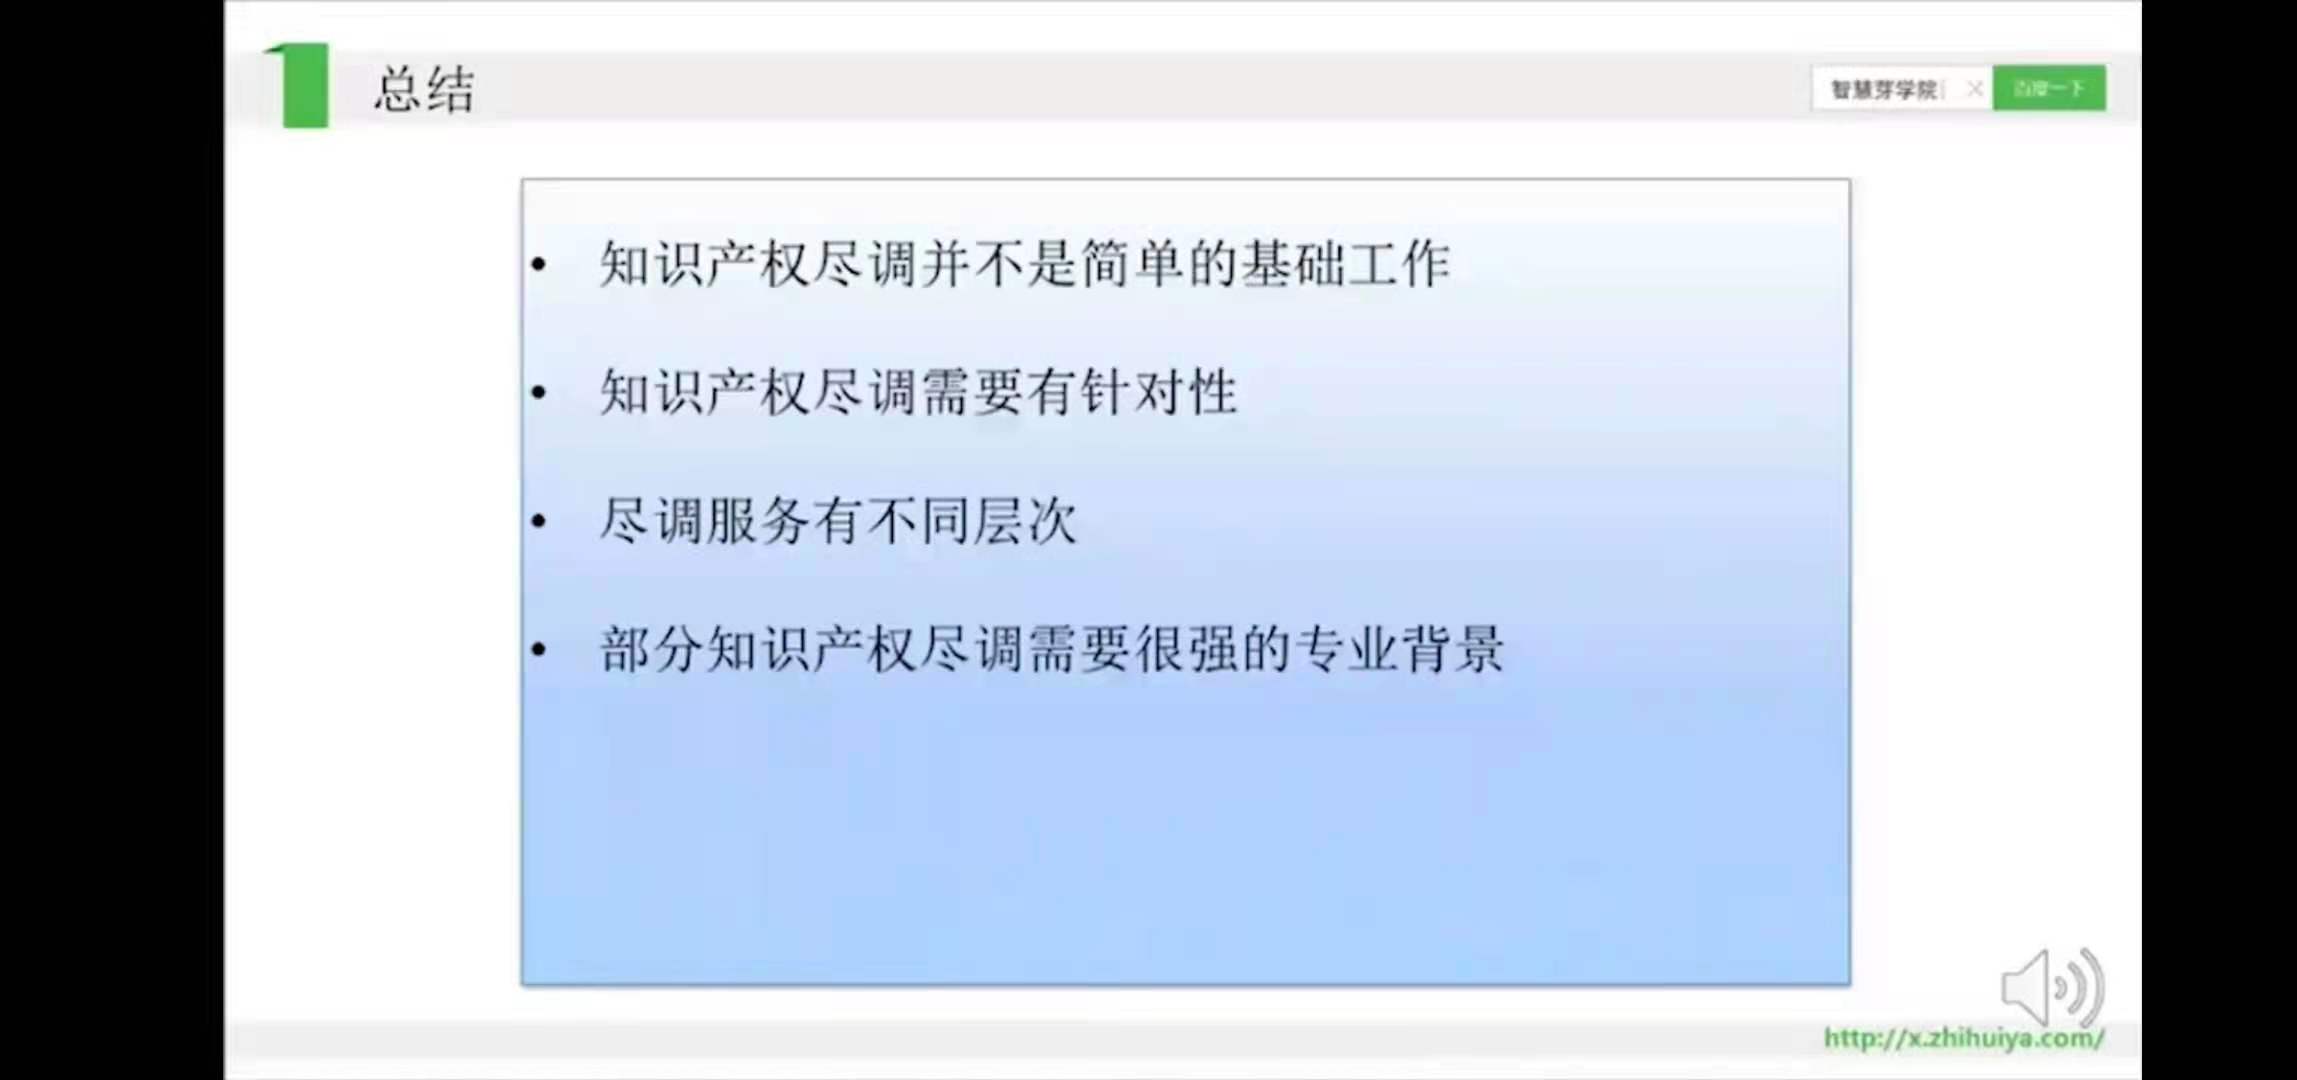 总结
智慧芽学院
百度一下
• 知识产权尽调并不是简单的基础工作
• 知识产权尽调需要有针对性
• 尽调服务有不同层次
• 部分知识产权尽调需要很强的专业背景
http://x.zhihuiya.com/